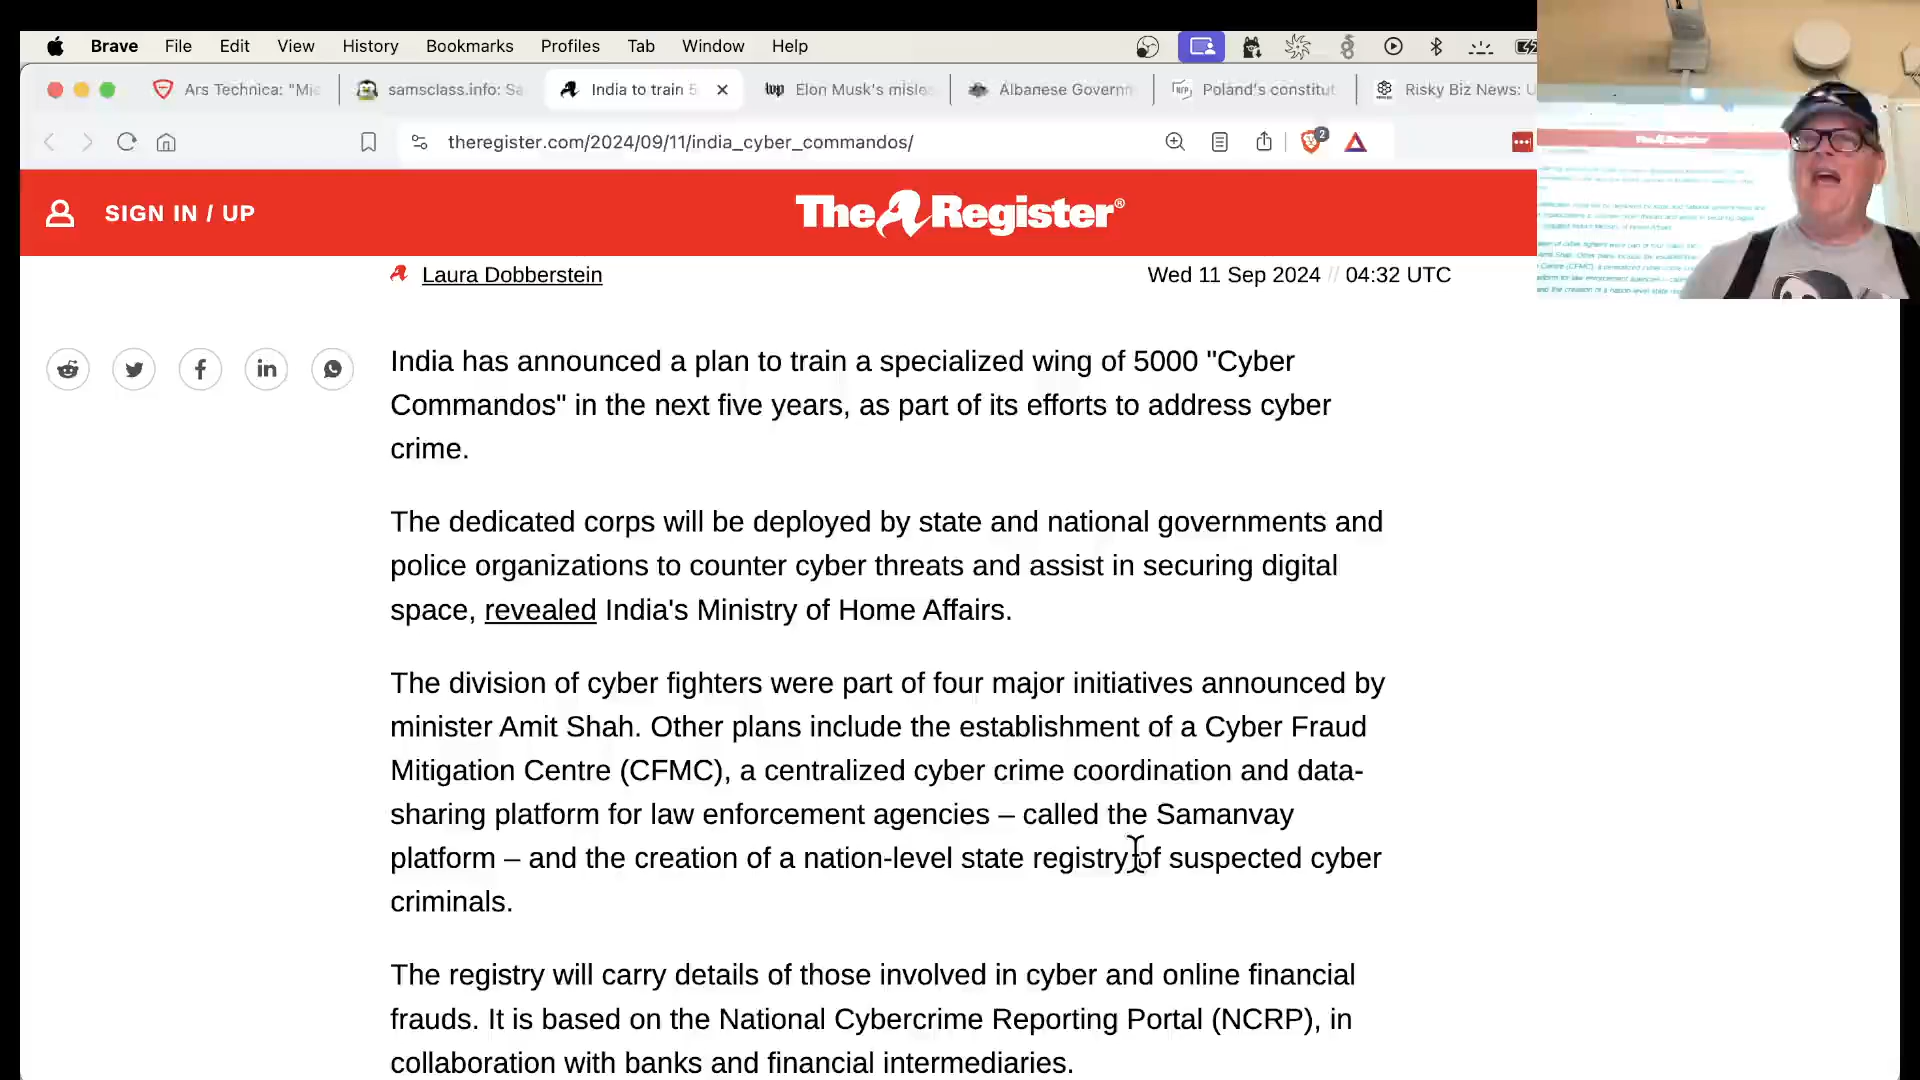 Brave File Edit View History Bookmarks Profiles Tab Window Help
Ars Technica: "Mic samsclass.info: Sa India to train 5 Elon Musk's mislea Albanese Governm Poland's constitut Risky Biz News: U
theregister.com/2024/09/11/india_cyber_commandos/ 2
SIGN IN / UP The Register®
Laura Dobberstein Wed 11 Sep 2024 // 04:32 UTC
India has announced a plan to train a specialized wing of 5000 "Cyber
Commandos" in the next five years, as part of its efforts to address cyber
crime.
The dedicated corps will be deployed by state and national governments and
police organizations to counter cyber threats and assist in securing digital
space, revealed India's Ministry of Home Affairs.
The division of cyber fighters were part of four major initiatives announced by
minister Amit Shah. Other plans include the establishment of a Cyber Fraud
Mitigation Centre (CFMC), a centralized cyber crime coordination and data-
sharing platform for law enforcement agencies – called the Samanvay
platform – and the creation of a nation-level state registry of suspected cyber
criminals.
The registry will carry details of those involved in cyber and online financial
frauds. It is based on the National Cybercrime Reporting Portal (NCRP), in
collaboration with banks and financial intermediaries.